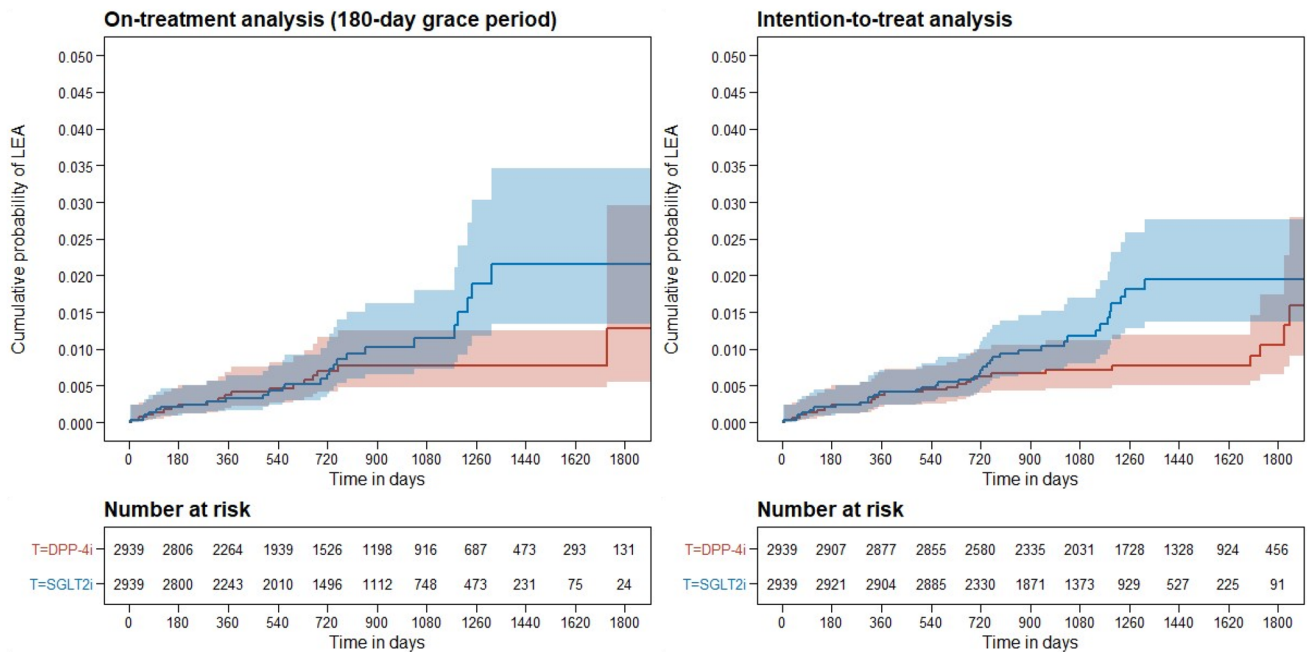 On-treatment analysis (180-day grace period)
Cumulative probability of LEA
0.050
0.045
0.040
0.035
0.030
0.025
0.020
0.015
0.010
0.005
0.000
0 180 360 540 720 900 1080 1260 1440 1620 1800
Time in days
Number at risk
T=DPP-4i 2939 2806 2264 1939 1526 1198 916 687 473 293 131
T=SGLT2i 2939 2800 2243 2010 1496 1112 748 473 231 75 24
0 180 360 540 720 900 1080 1260 1440 1620 1800
Time in days
Intention-to-treat analysis
Cumulative probability of LEA
0.050
0.045
0.040
0.035
0.030
0.025
0.020
0.015
0.010
0.005
0.000
0 180 360 540 720 900 1080 1260 1440 1620 1800
Time in days
Number at risk
T=DPP-4i 2939 2907 2877 2855 2580 2335 2031 1728 1328 924 456
T=SGLT2i 2939 2921 2904 2885 2330 1871 1373 929 527 225 91
0 180 360 540 720 900 1080 1260 1440 1620 1800
Time in days